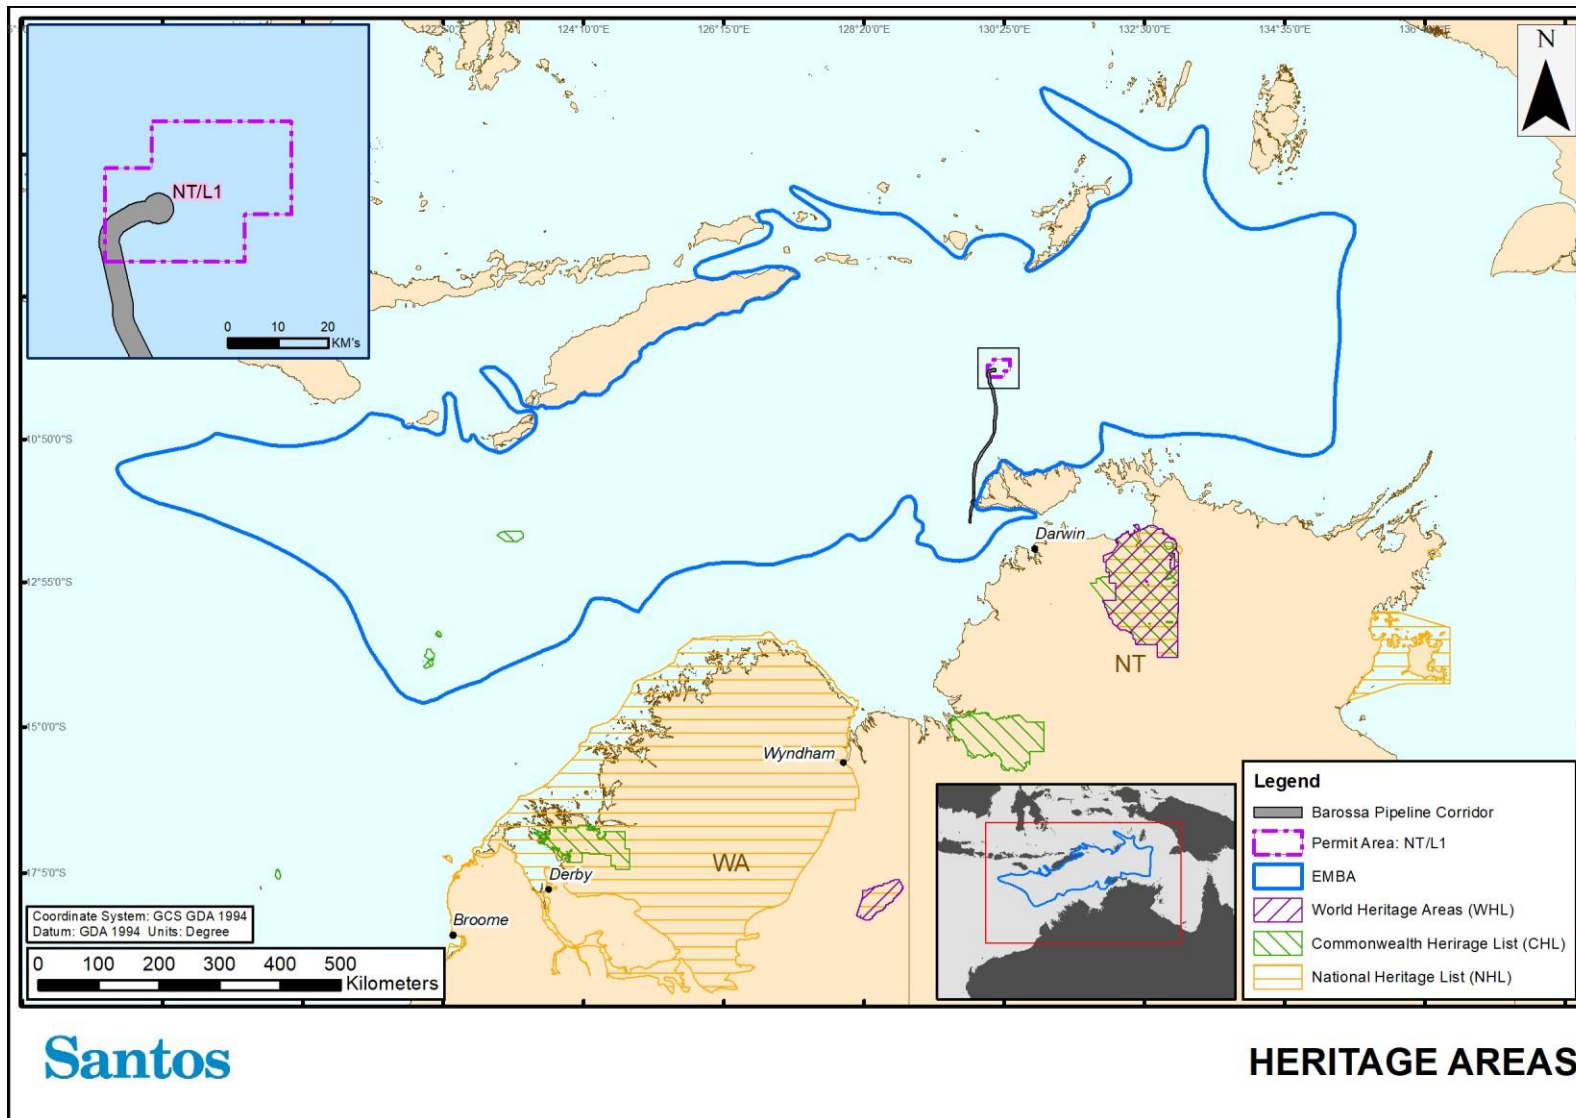 122°5'0"E
124°10'0"E
126°15'0"E
128°20'0"E
130°25'0"E
132°30'0"E
134°35'0"E
N
NT/L1
0 10 20
KM's
10°50'0"S
Darwin
12°55'0"S
NT
15°0'0"S
Wyndham
WA
17°5'0"S
Derby
Broome
Coordinate System: GCS GDA 1994
Datum: GDA 1994 Units: Degree
0 100 200 300 400 500
Kilometers
Legend
Barossa Pipeline Corridor
Permit Area: NT/L1
EMBA
World Heritage Areas (WHL)
Commonwealth Herirage List (CHL)
National Heritage List (NHL)
Santos
HERITAGE AREAS